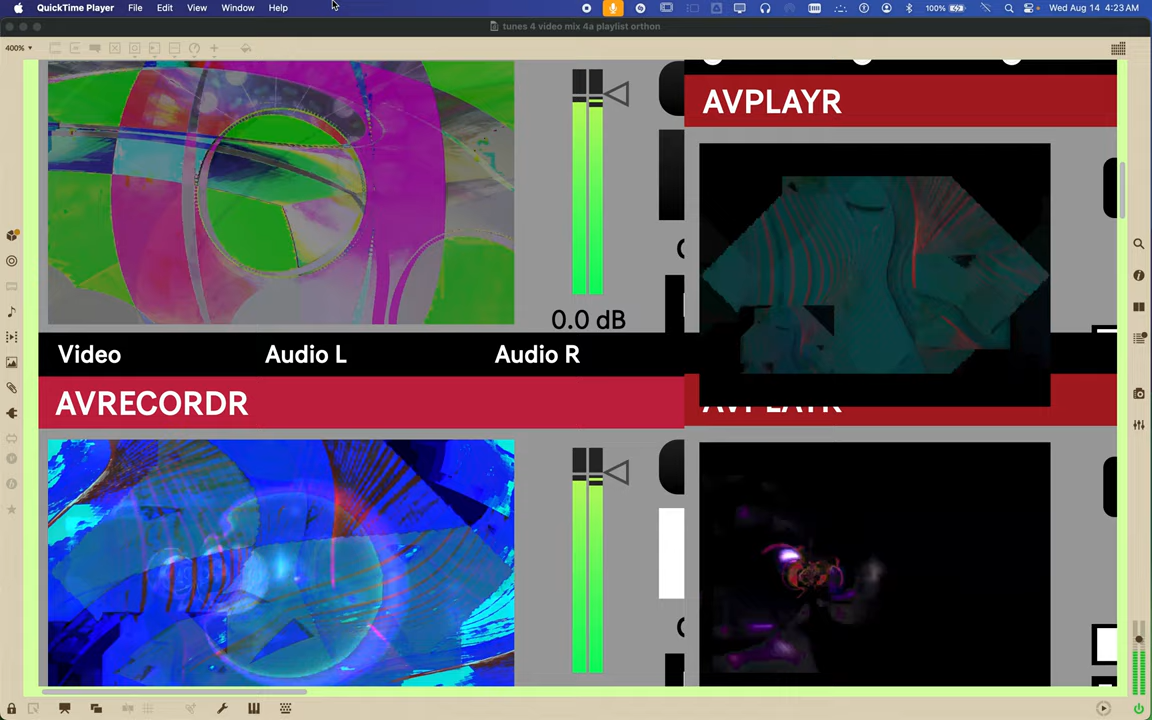 QuickTime Player File Edit View Window Help 100% Wed Aug 14 4:23 AM
tunes 4 video mix 4a playlist orthon
400%
AVPLAYR
0.0 dB
Video Audio L Audio R
AVRECORDR
AVPLAYR